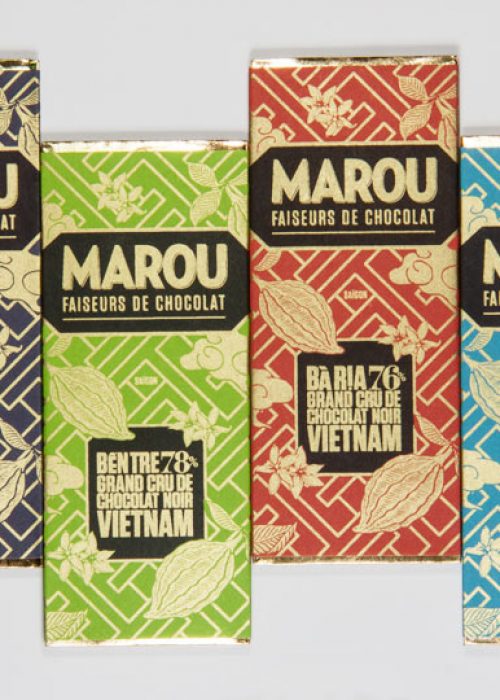 MAROU
FAISEURS DE CHOCOLAT
SAIGON
BẾN TRE 78%
GRAND CRU DE
CHOCOLAT NOIR
VIETNAM
MAROU
FAISEURS DE CHOCOLAT
SAIGON
BÀ RỊA 76%
GRAND CRU DE
CHOCOLAT NOIR
VIETNAM